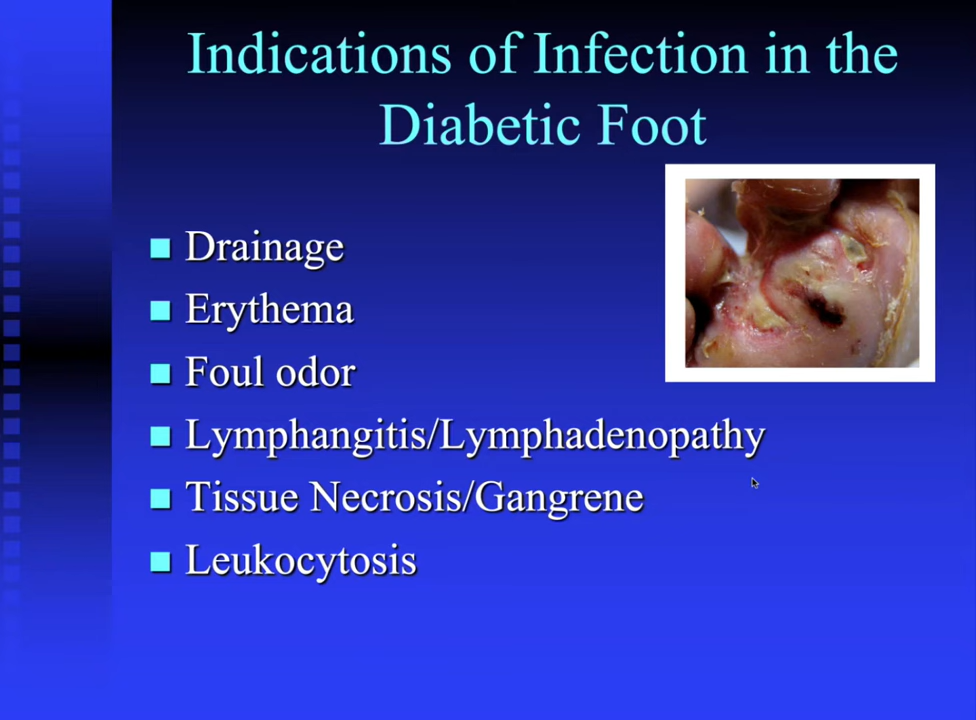 Indications of Infection in the
Diabetic Foot
Drainage
Erythema
Foul odor
Lymphangitis/Lymphadenopathy
Tissue Necrosis/Gangrene
Leukocytosis